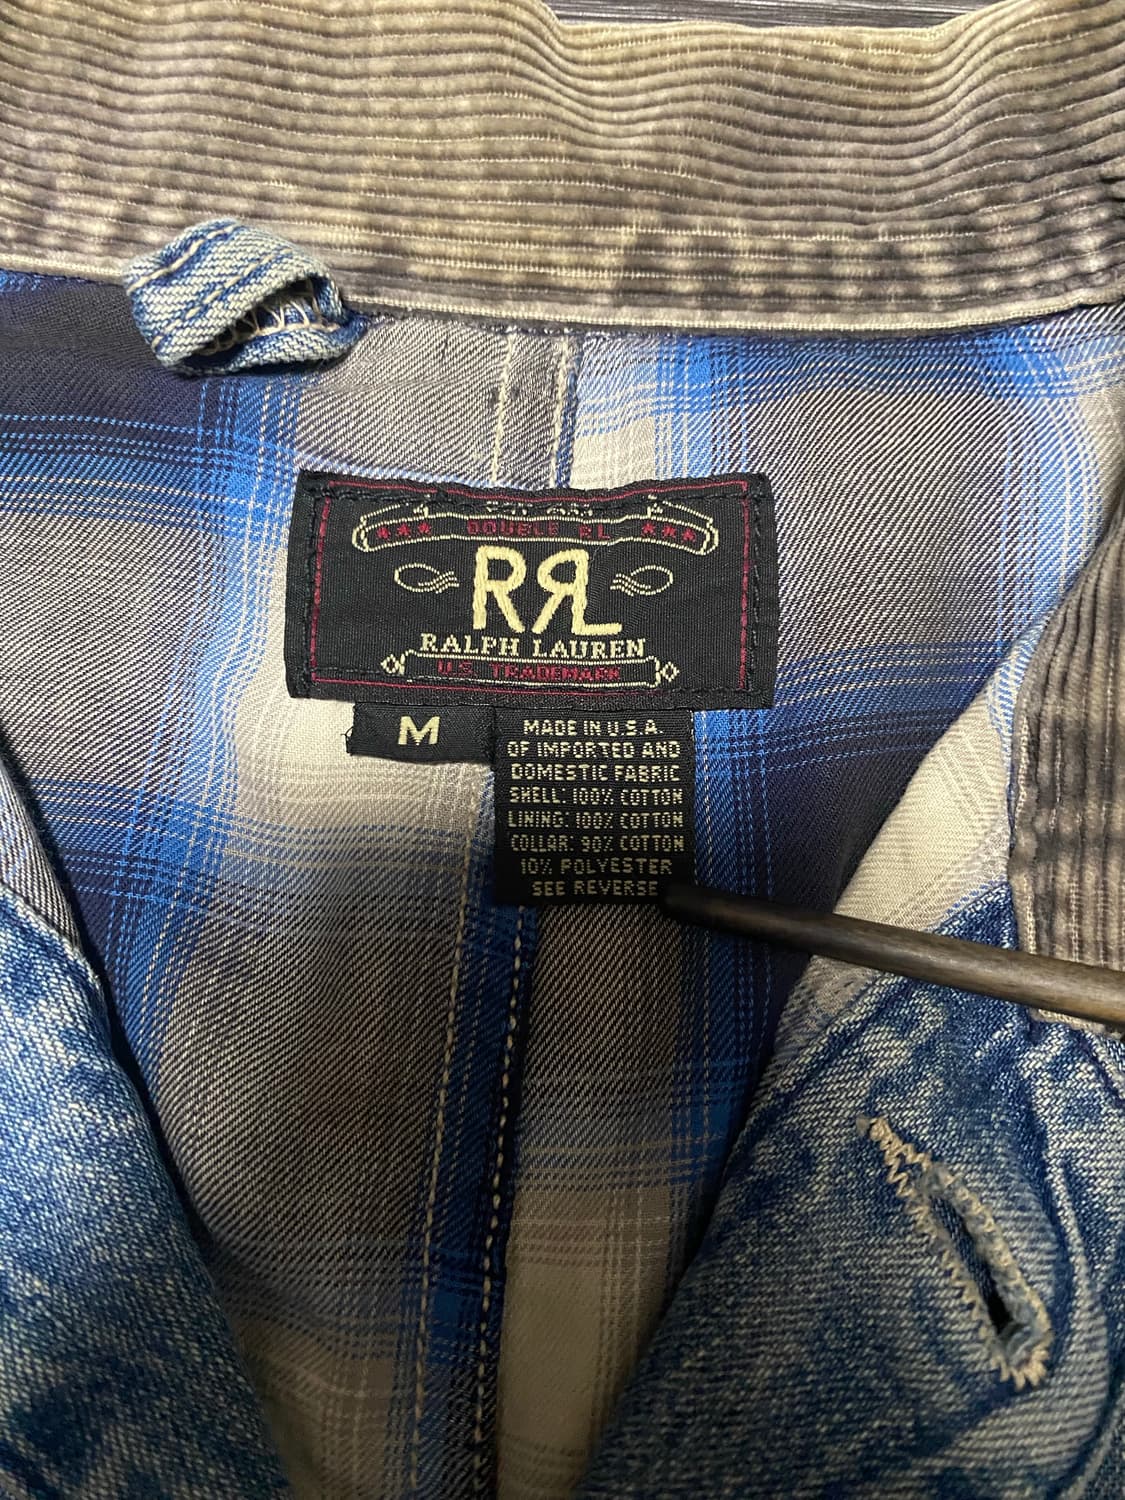 *** DOUBLE RL ***
RRL
RALPH LAUREN
U.S. TRADEMARK
M
MADE IN U.S.A.
OF IMPORTED AND
DOMESTIC FABRIC
SHELL: 100% COTTON
LINING: 100% COTTON
COLLAR: 90% COTTON
10% POLYESTER
SEE REVERSE